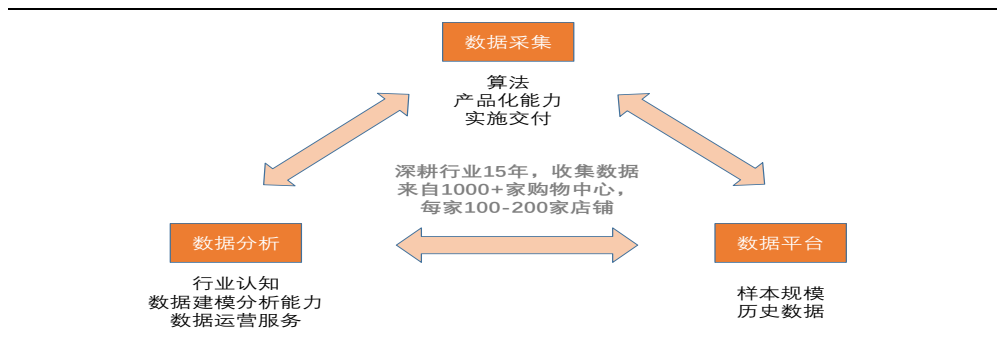 数据采集
算法
产品化能力
实施交付
深耕行业15年，收集数据
来自1000+家购物中心，
每家100-200家店铺
数据分析
行业认知
数据建模分析能力
数据运营服务
数据平台
样本规模
历史数据